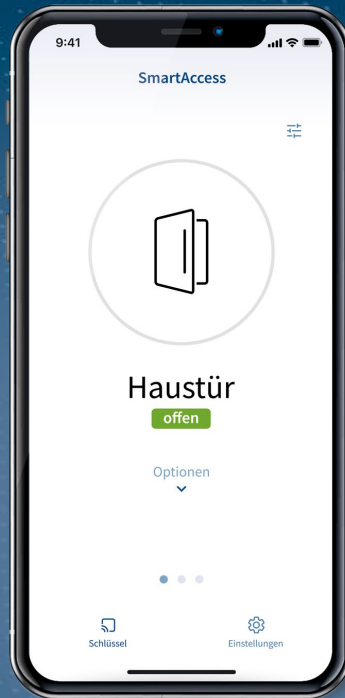 9:41
SmartAccess
Haustür
offen
Optionen
Schlüssel
Einstellungen